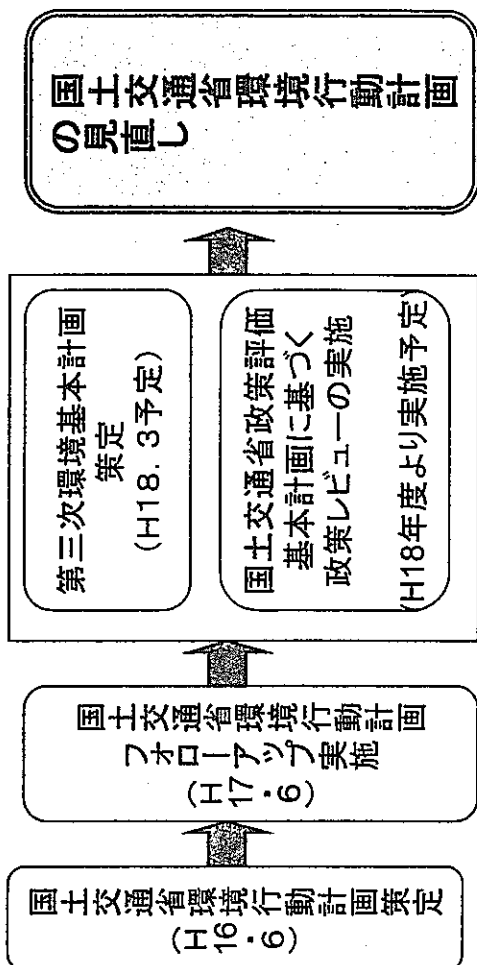 国土交通省環境行動計画策定
(H16・6)
国土交通省環境行動計画
フォローアップ実施
(H17・6)
第三次環境基本計画
策定
(H18.3予定)
国土交通省政策評価
基本計画に基づく
政策レビューの実施
(H18年度より実施予定)
国土交通省環境行動計画
の見直し